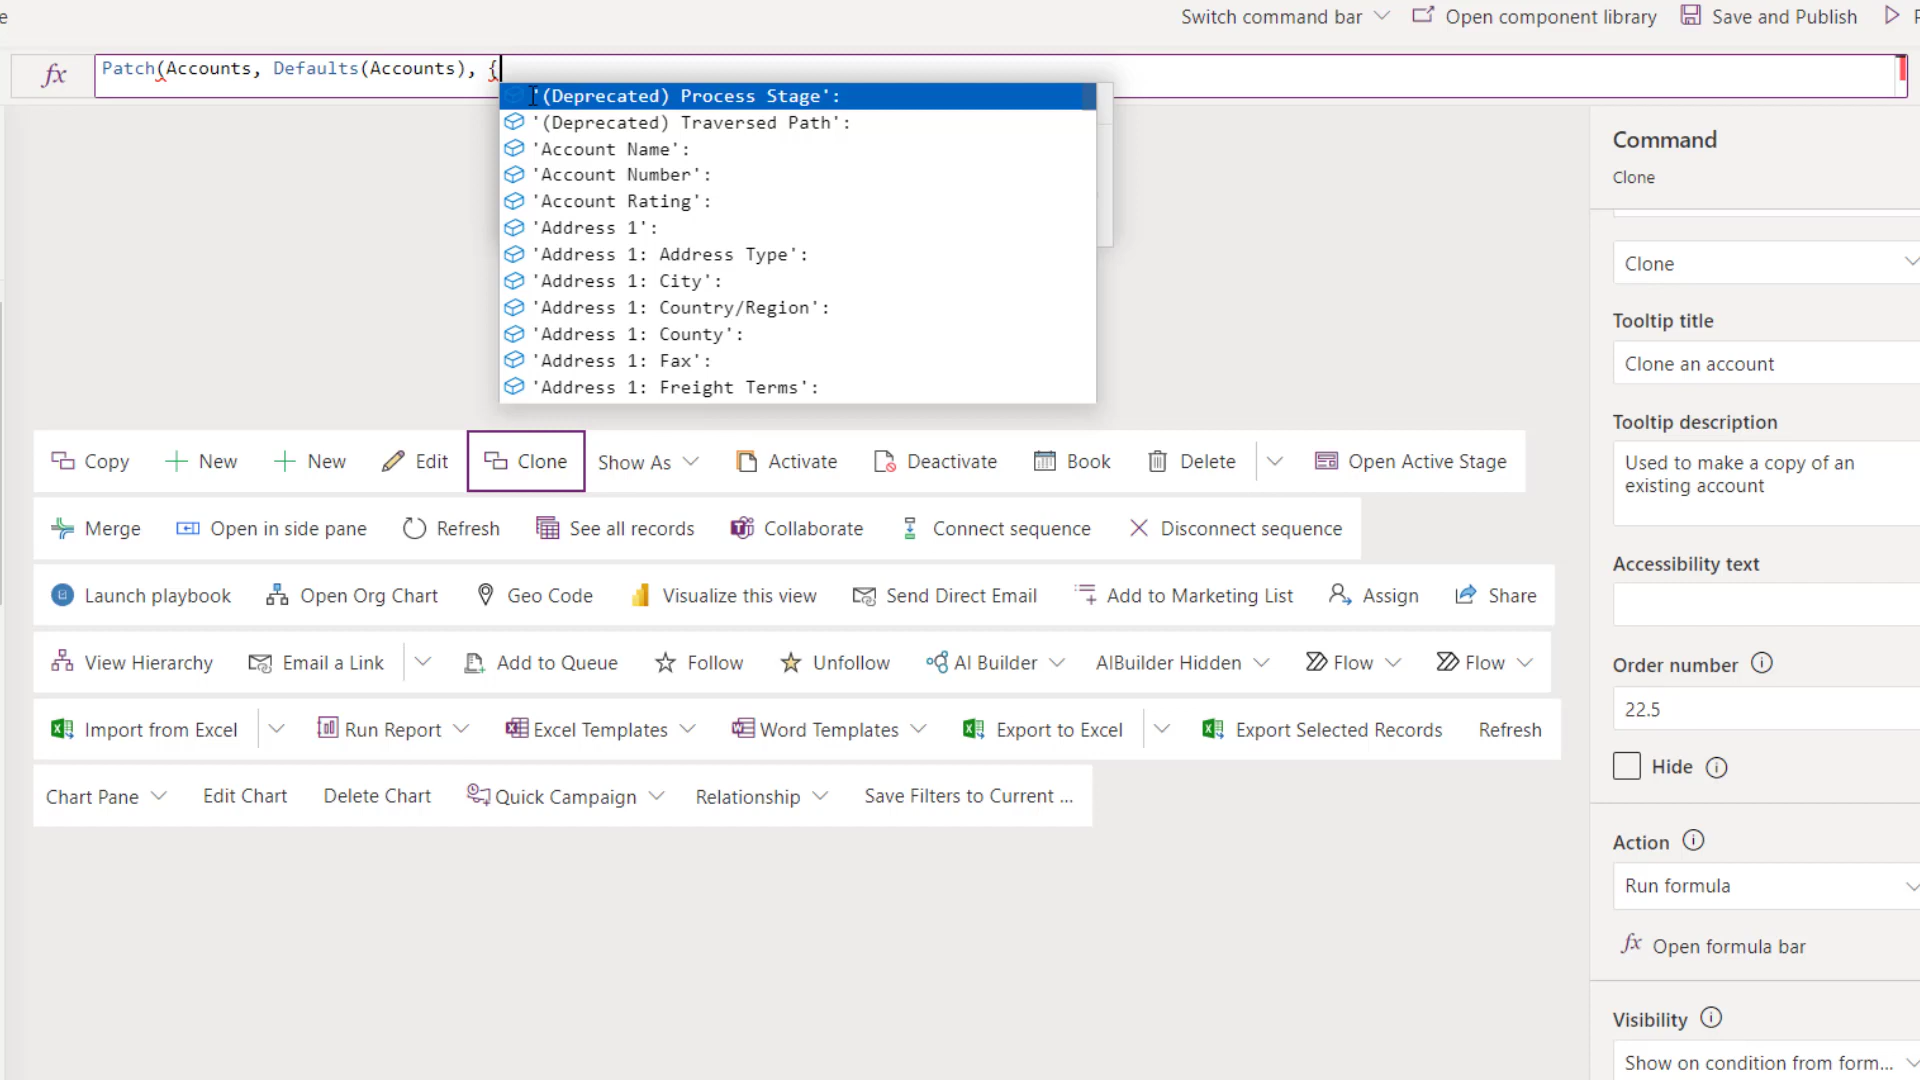 e
Switch command bar Open component library Save and Publish P
fx Patch(Accounts, Defaults(Accounts), {
'(Deprecated) Process Stage':
'(Deprecated) Traversed Path':
'Account Name':
'Account Number':
'Account Rating':
'Address 1':
'Address 1: Address Type':
'Address 1: City':
'Address 1: Country/Region':
'Address 1: County':
'Address 1: Fax':
'Address 1: Freight Terms':
Copy New New Edit Clone Show As Activate Deactivate Book Delete Open Active Stage
Merge Open in side pane Refresh See all records Collaborate Connect sequence Disconnect sequence
Launch playbook Open Org Chart Geo Code Visualize this view Send Direct Email Add to Marketing List Assign Share
View Hierarchy Email a Link Add to Queue Follow Unfollow AI Builder AIBuilder Hidden Flow Flow
Import from Excel Run Report Excel Templates Word Templates Export to Excel Export Selected Records Refresh
Chart Pane Edit Chart Delete Chart Quick Campaign Relationship Save Filters to Current ...
Command
Clone
Clone
Tooltip title
Clone an account
Tooltip description
Used to make a copy of an
existing account
Accessibility text
Order number
22.5
Hide
Action
Run formula
fx Open formula bar
Visibility
Show on condition from form...